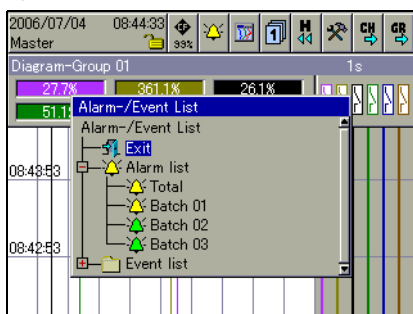 2006/07/04 08:44:33
Master
CF
99%
1
H
CH
GR
Diagram-Group 01 1s
27.7% 361.1% 26.1%
51.1
Alarm-/Event List
Alarm-/Event List
Exit
Alarm list
Total
Batch 01
Batch 02
Batch 03
Event list
08:43:53
08:42:53